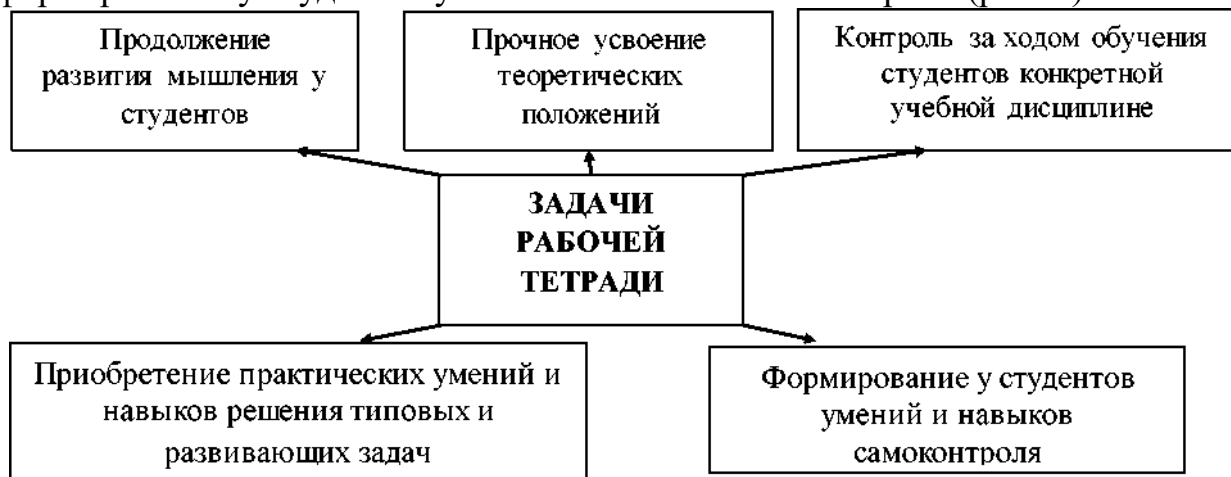 Продолжение
развития мышления у
студентов
Прочное усвоение
теоретических
положений
Контроль за ходом обучения
студентов конкретной
учебной дисциплине
ЗАДАЧИ
РАБОЧЕЙ
ТЕТРАДИ
Приобретение практических умений и
навыков решения типовых и
развивающих задач
Формирование у студентов
умений и навыков
самоконтроля